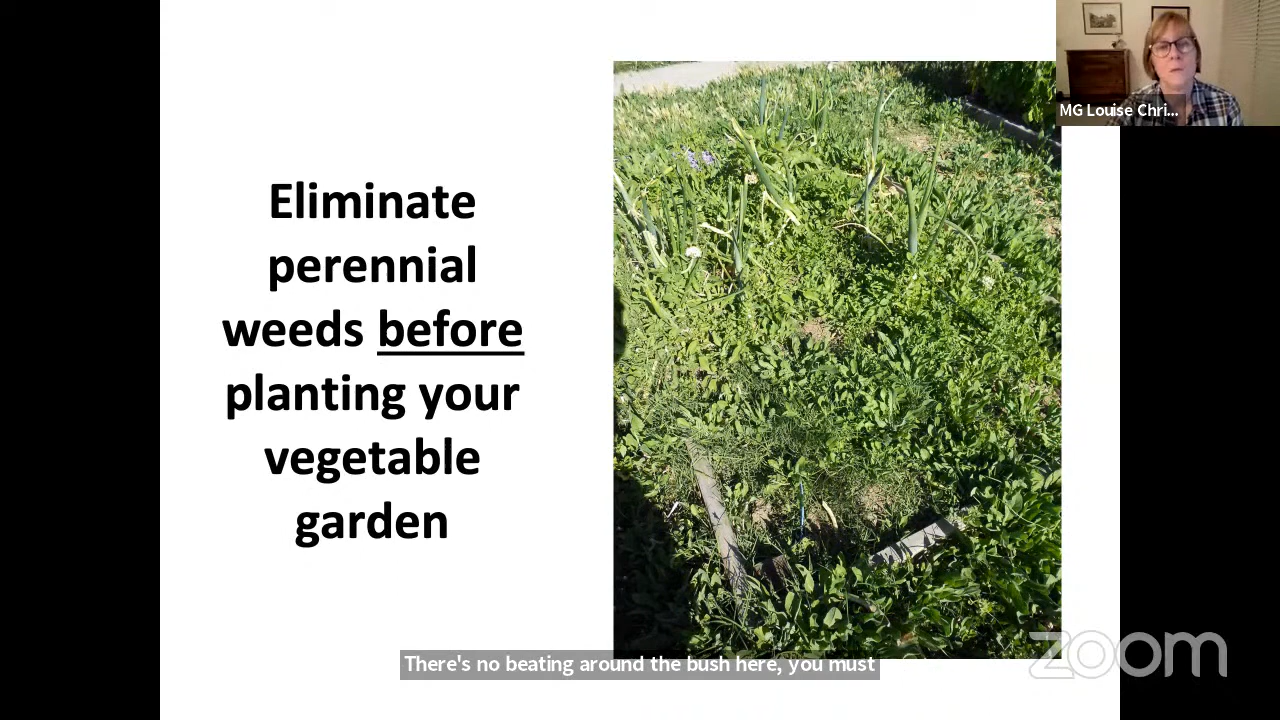 Eliminate
perennial
weeds before
planting your
vegetable
garden
MG Louise Chri...
There's no beating around the bush here, you must
zoom